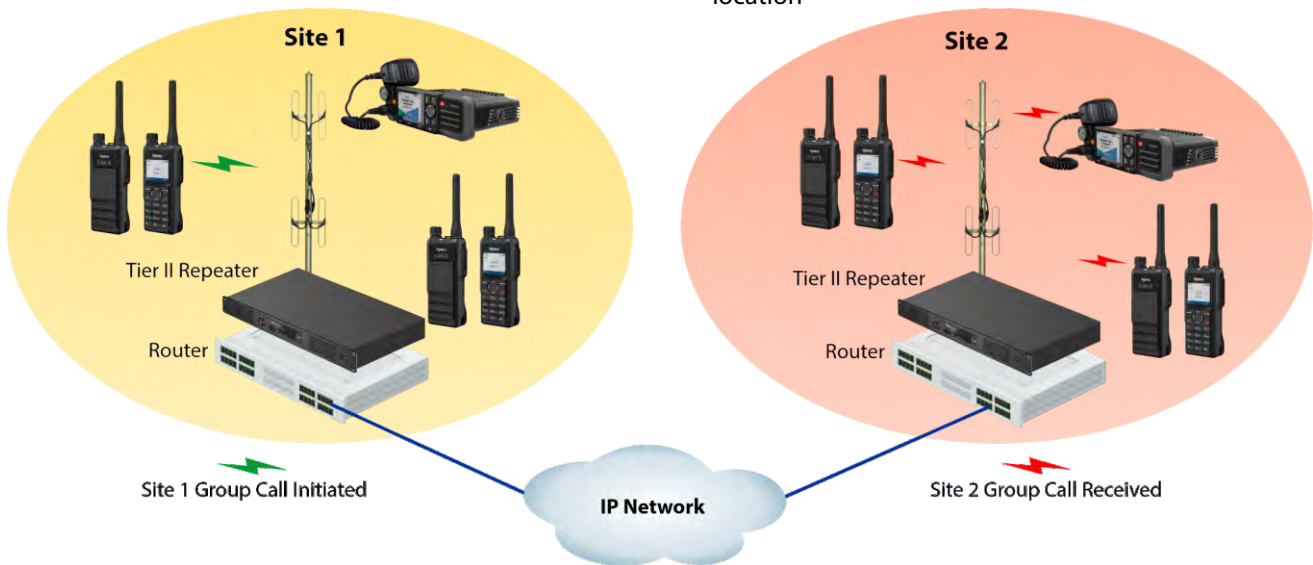 location
Site 1
Site 2
Tier II Repeater
Router
Tier II Repeater
Router
Site 1 Group Call Initiated
Site 2 Group Call Received
IP Network